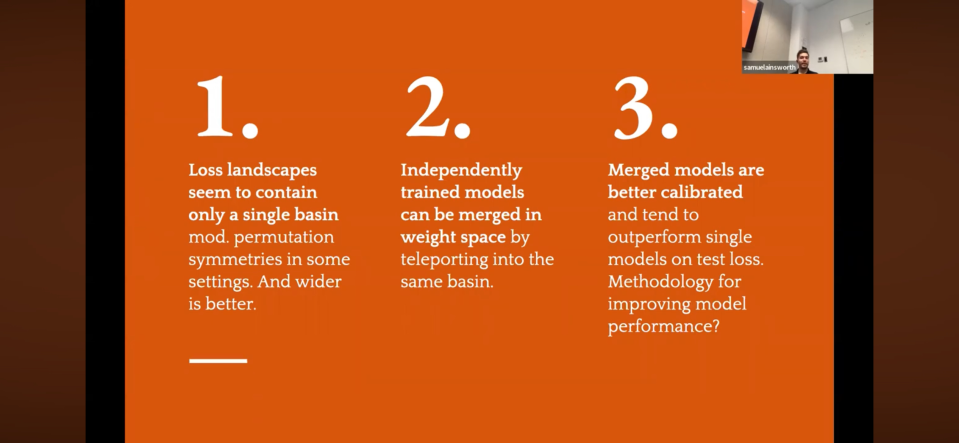 samuelainsworth
1.
Loss landscapes
seem to contain
only a single basin
mod. permutation
symmetries in some
settings. And wider
is better.
2.
Independently
trained models
can be merged in
weight space by
teleporting into the
same basin.
3.
Merged models are
better calibrated
and tend to
outperform single
models on test loss.
Methodology for
improving model
performance?